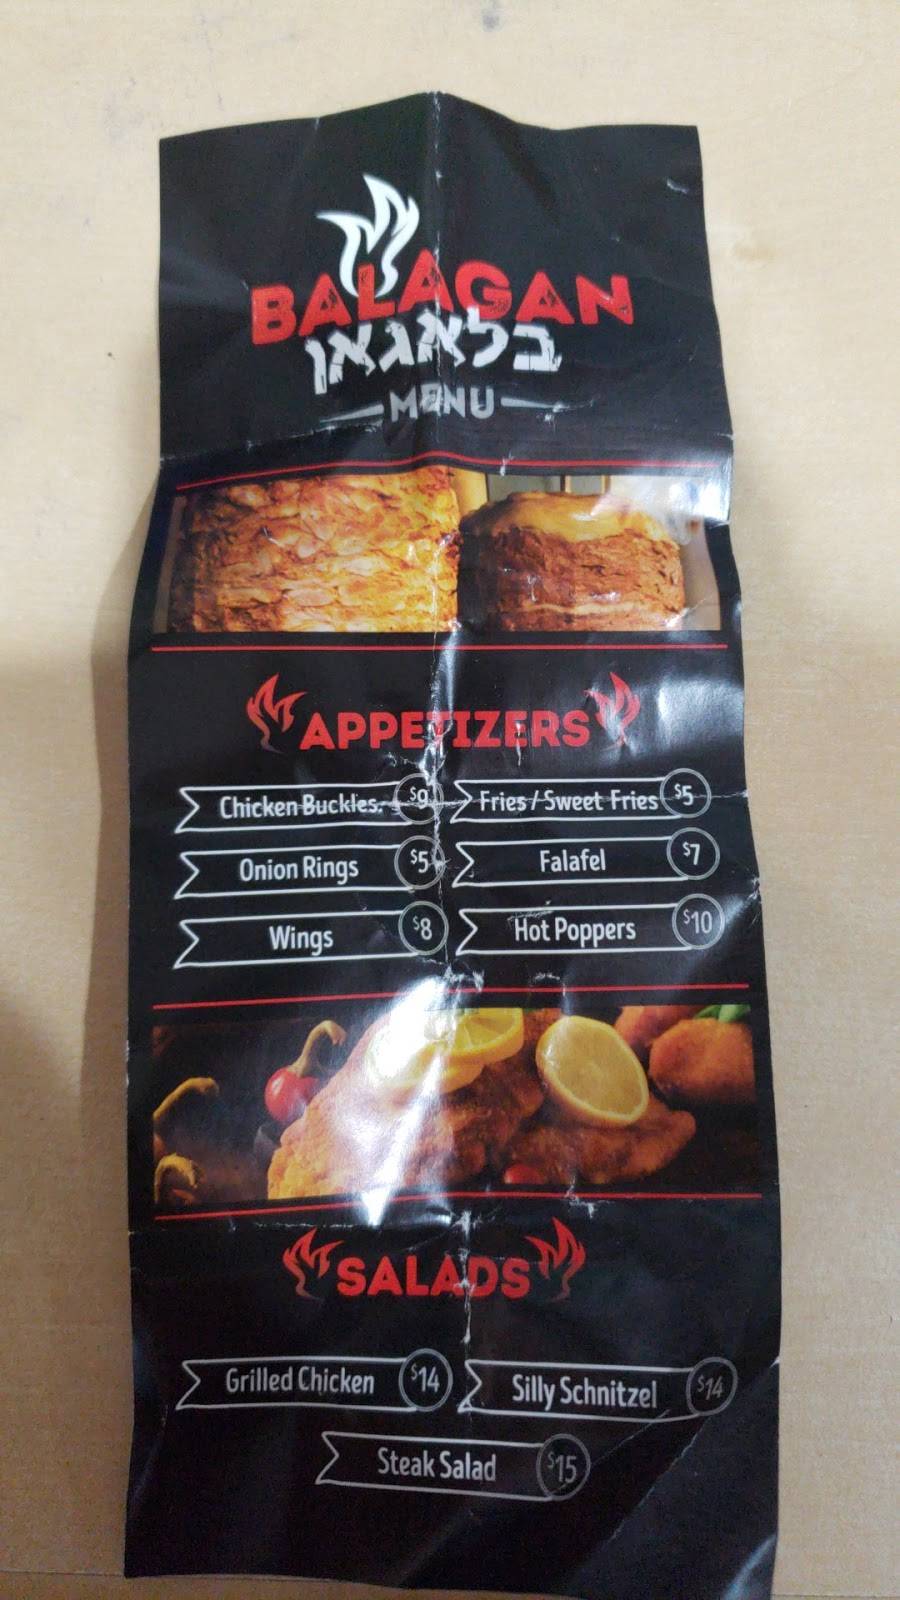 BALAGAN
בלאגאן
MENU
APPETIZERS
Chicken Buckles. $9
Fries / Sweet Fries $5
Onion Rings $5
Falafel $7
Wings $8
Hot Poppers $10
SALADS
Grilled Chicken $14
Silly Schnitzel $14
Steak Salad $15